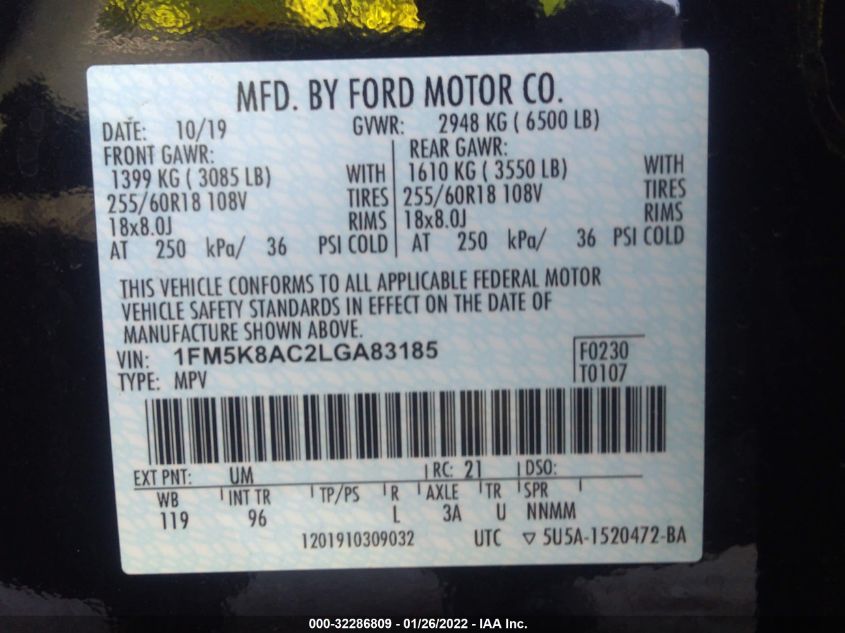 MFD. BY FORD MOTOR CO.
DATE: 10/19 GVWR: 2948 KG ( 6500 LB)
FRONT GAWR: REAR GAWR:
1399 KG ( 3085 LB) WITH 1610 KG ( 3550 LB) WITH
255/60R18 108V TIRES 255/60R18 108V TIRES
18x8.0J RIMS 18x8.0J RIMS
AT 250 kPa/ 36 PSI COLD AT 250 kPa/ 36 PSI COLD
THIS VEHICLE CONFORMS TO ALL APPLICABLE FEDERAL MOTOR
VEHICLE SAFETY STANDARDS IN EFFECT ON THE DATE OF
MANUFACTURE SHOWN ABOVE.
VIN: 1FM5K8AC2LGA83185 F0230
TYPE: MPV T0107
EXT PNT: UM RC: 21 DSO:
WB INT TR TP/PS R AXLE TR SPR
119 96 L 3A U NNMM
1201910309032 UTC ▽ 5U5A-1520472-BA
000-32286809 - 01/26/2022 - IAA Inc.